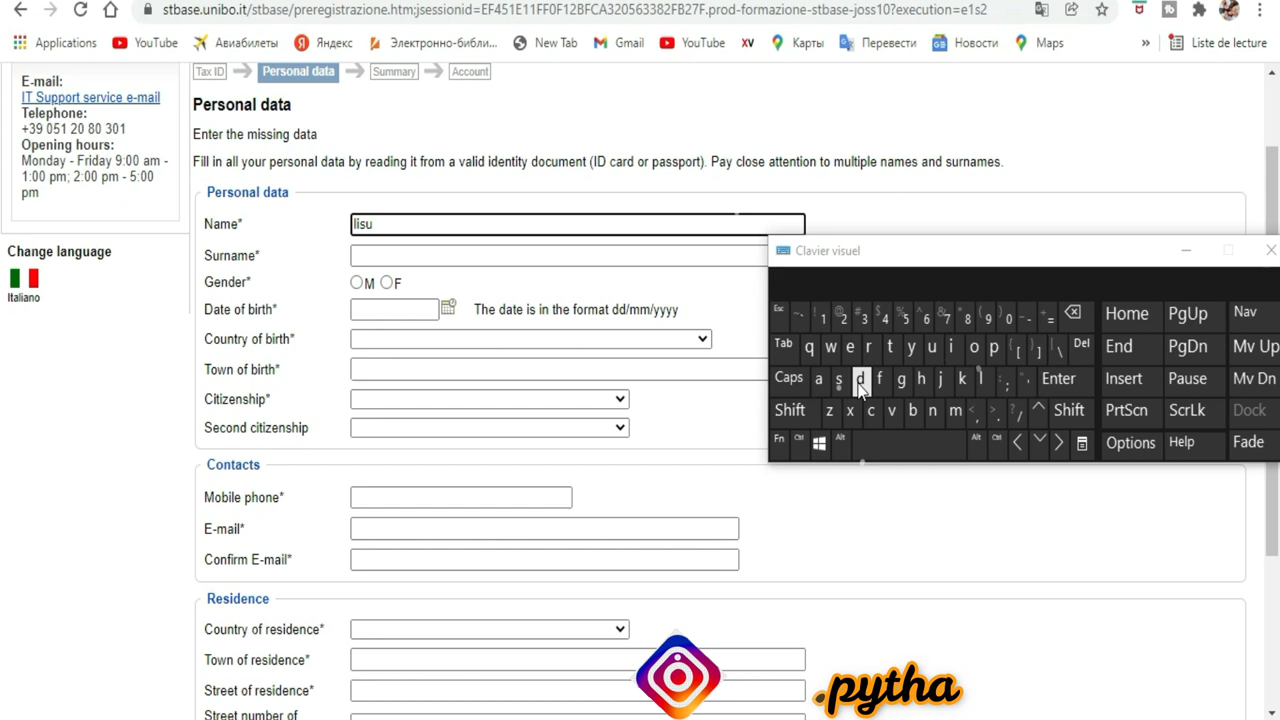 stbase.unibo.it/stbase/preregistrazione.htm;jsessionid=EF451E11FF0F12BFCA320563382FB27F.prod-formazione-stbase-joss10?execution=e1s2
Applications YouTube Авиабилеты Яндекс Электронно-библи... New Tab Gmail YouTube XV Карты Перевести Новости Maps » Liste de lecture
Tax ID Personal data Summary Account
E-mail:
IT Support service e-mail
Telephone:
+39 051 20 80 301
Opening hours:
Monday - Friday 9:00 am -
1:00 pm; 2:00 pm - 5:00
pm
Change language
Italiano
Personal data
Enter the missing data
Fill in all your personal data by reading it from a valid identity document (ID card or passport). Pay close attention to multiple names and surnames.
Personal data
Name* lisu
Surname*
Gender* M F
Date of birth* The date is in the format dd/mm/yyyy
Country of birth*
Town of birth*
Citizenship*
Second citizenship
Contacts
Mobile phone*
E-mail*
Confirm E-mail*
Residence
Country of residence*
Town of residence*
Street of residence*
Street number of
Clavier visuel
Esc ~ ` ! 1 @ 2 # 3 $ 4 % 5 ^ 6 & 7 * 8 ( 9 ) 0 _ - + = Home PgUp Nav
Tab q w e r t y u i o p { [ } ] | \ Del End PgDn Mv Up
Caps a s d f g h j k l : ; " ' Enter Insert Pause Mv Dn
Shift z x c v b n m < , > . ? / Shift PrtScn ScrLk Dock
Fn Ctrl Alt Alt Ctrl Options Help Fade
.pytha